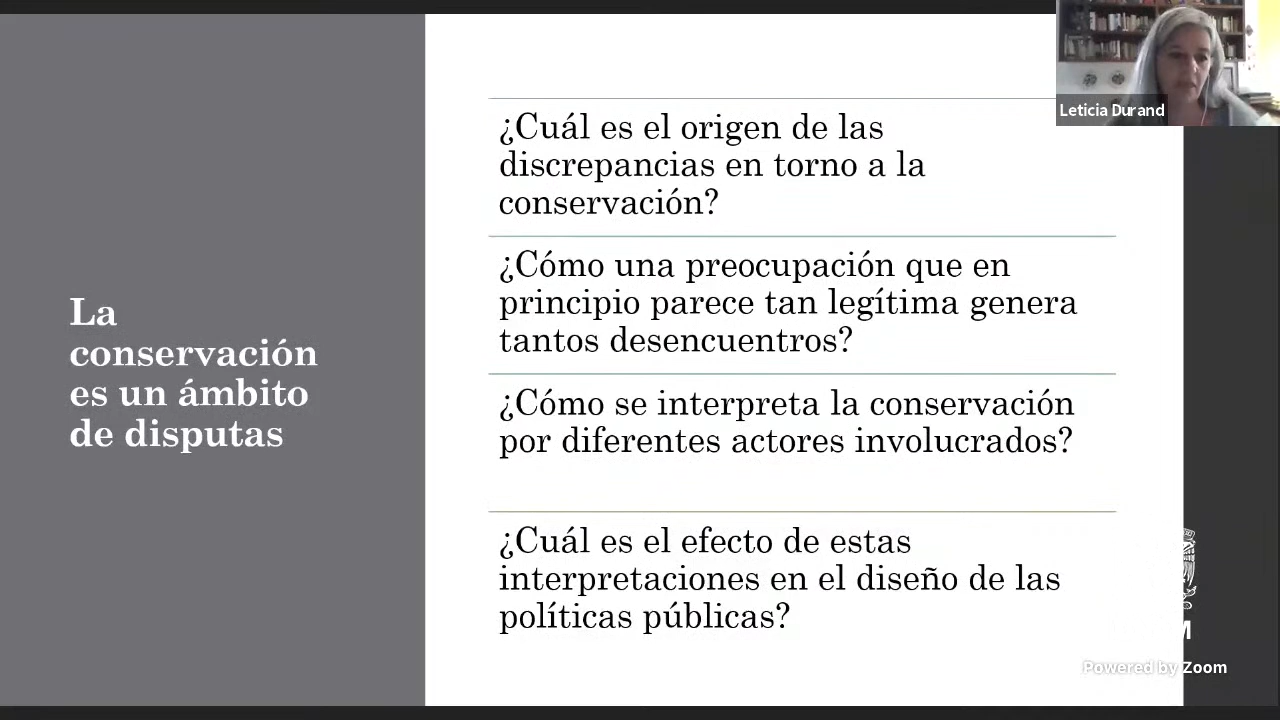 La
conservación
es un ámbito
de disputas
¿Cuál es el origen de las
discrepancias en torno a la
conservación?
¿Cómo una preocupación que en
principio parece tan legítima genera
tantos desencuentros?
¿Cómo se interpreta la conservación
por diferentes actores involucrados?
¿Cuál es el efecto de estas
interpretaciones en el diseño de las
políticas públicas?
Leticia Durand
Powered by Zoom